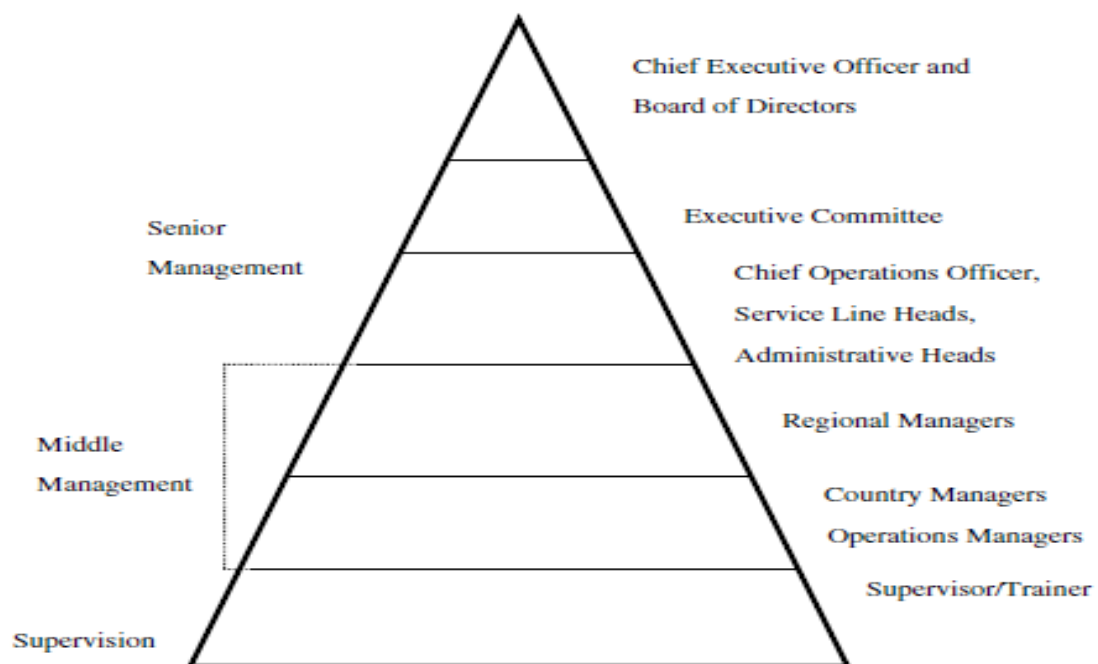 Chief Executive Officer and
Board of Directors
Executive Committee
Senior
Management
Chief Operations Officer,
Service Line Heads,
Administrative Heads
Regional Managers
Middle
Management
Country Managers
Operations Managers
Supervisor/Trainer
Supervision